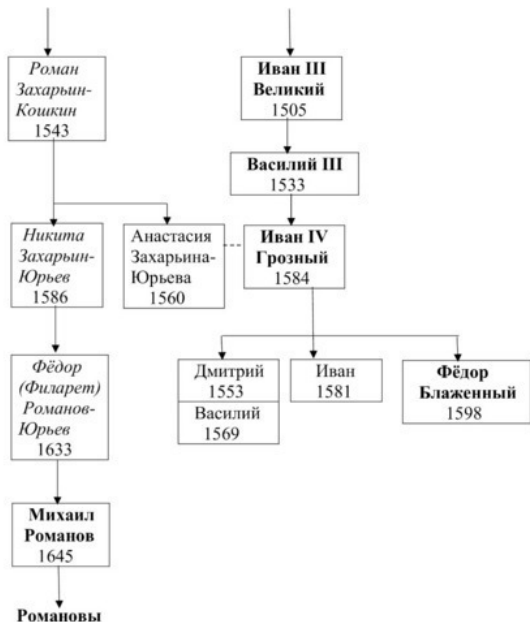 Роман
Захарьин-
Кошкин
1543
Иван III
Великий
1505
Василий III
1533
Никита
Захарьин-
Юрьев
1586
Анастасия
Захарьина-
Юрьева
1560
Иван IV
Грозный
1584
Фёдор
(Филарет)
Романов-
Юрьев
1633
Дмитрий
1553
Василий
1569
Иван
1581
Фёдор
Блаженный
1598
Михаил
Романов
1645
Романовы